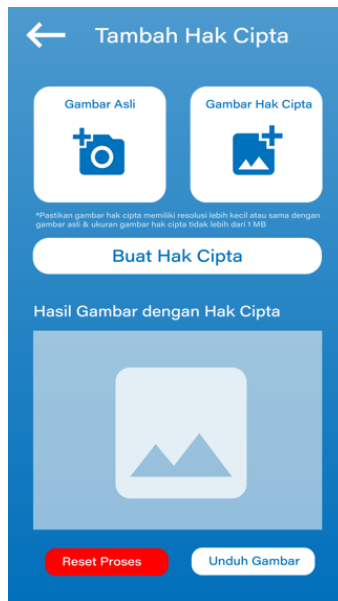 Tambah Hak Cipta
Gambar Asli
Gambar Hak Cipta
*Pastikan gambar hak cipta memiliki resolusi lebih kecil atau sama dengan
gambar asli & ukuran gambar hak cipta tidak lebih dari 1 MB
Buat Hak Cipta
Hasil Gambar dengan Hak Cipta
Reset Proses
Unduh Gambar